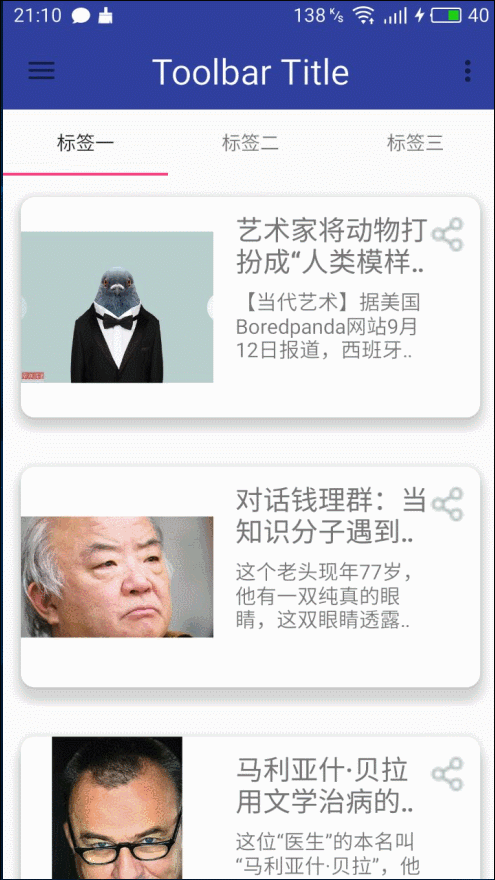 21:10
138 K/s
40
Toolbar Title
标签一
标签二
标签三
艺术家将动物打
扮成“人类模样..
【当代艺术】据美国
Boredpanda网站9月
12日报道，西班牙..
对话钱理群：当
知识分子遇到..
这个老头现年77岁，
他有一双纯真的眼
睛，这双眼睛透露..
马利亚什·贝拉
用文学治病的..
这位“医生”的本名叫
“马利亚什·贝拉”，他